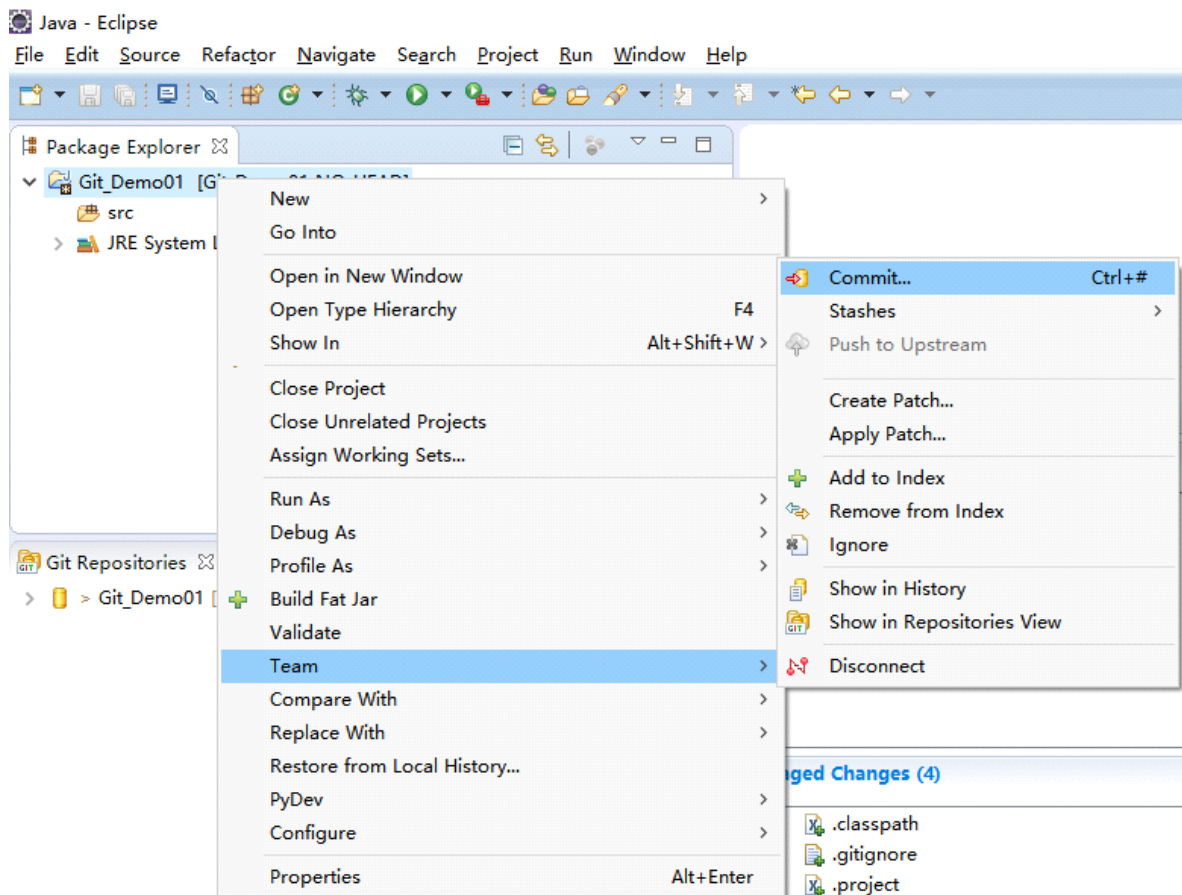 Java - Eclipse
File Edit Source Refactor Navigate Search Project Run Window Help
Package Explorer
Git_Demo01
src
JRE System
New
Go Into
Open in New Window
Open Type Hierarchy F4
Show In Alt+Shift+W
Close Project
Close Unrelated Projects
Assign Working Sets...
Run As
Debug As
Profile As
Build Fat Jar
Validate
Team
Compare With
Replace With
Restore from Local History...
PyDev
Configure
Properties Alt+Enter
Commit... Ctrl+#
Stashes
Push to Upstream
Create Patch...
Apply Patch...
Add to Index
Remove from Index
Ignore
Show in History
Show in Repositories View
Disconnect
Git Repositories
> Git_Demo01 [
Changes (4)
.classpath
.gitignore
.project